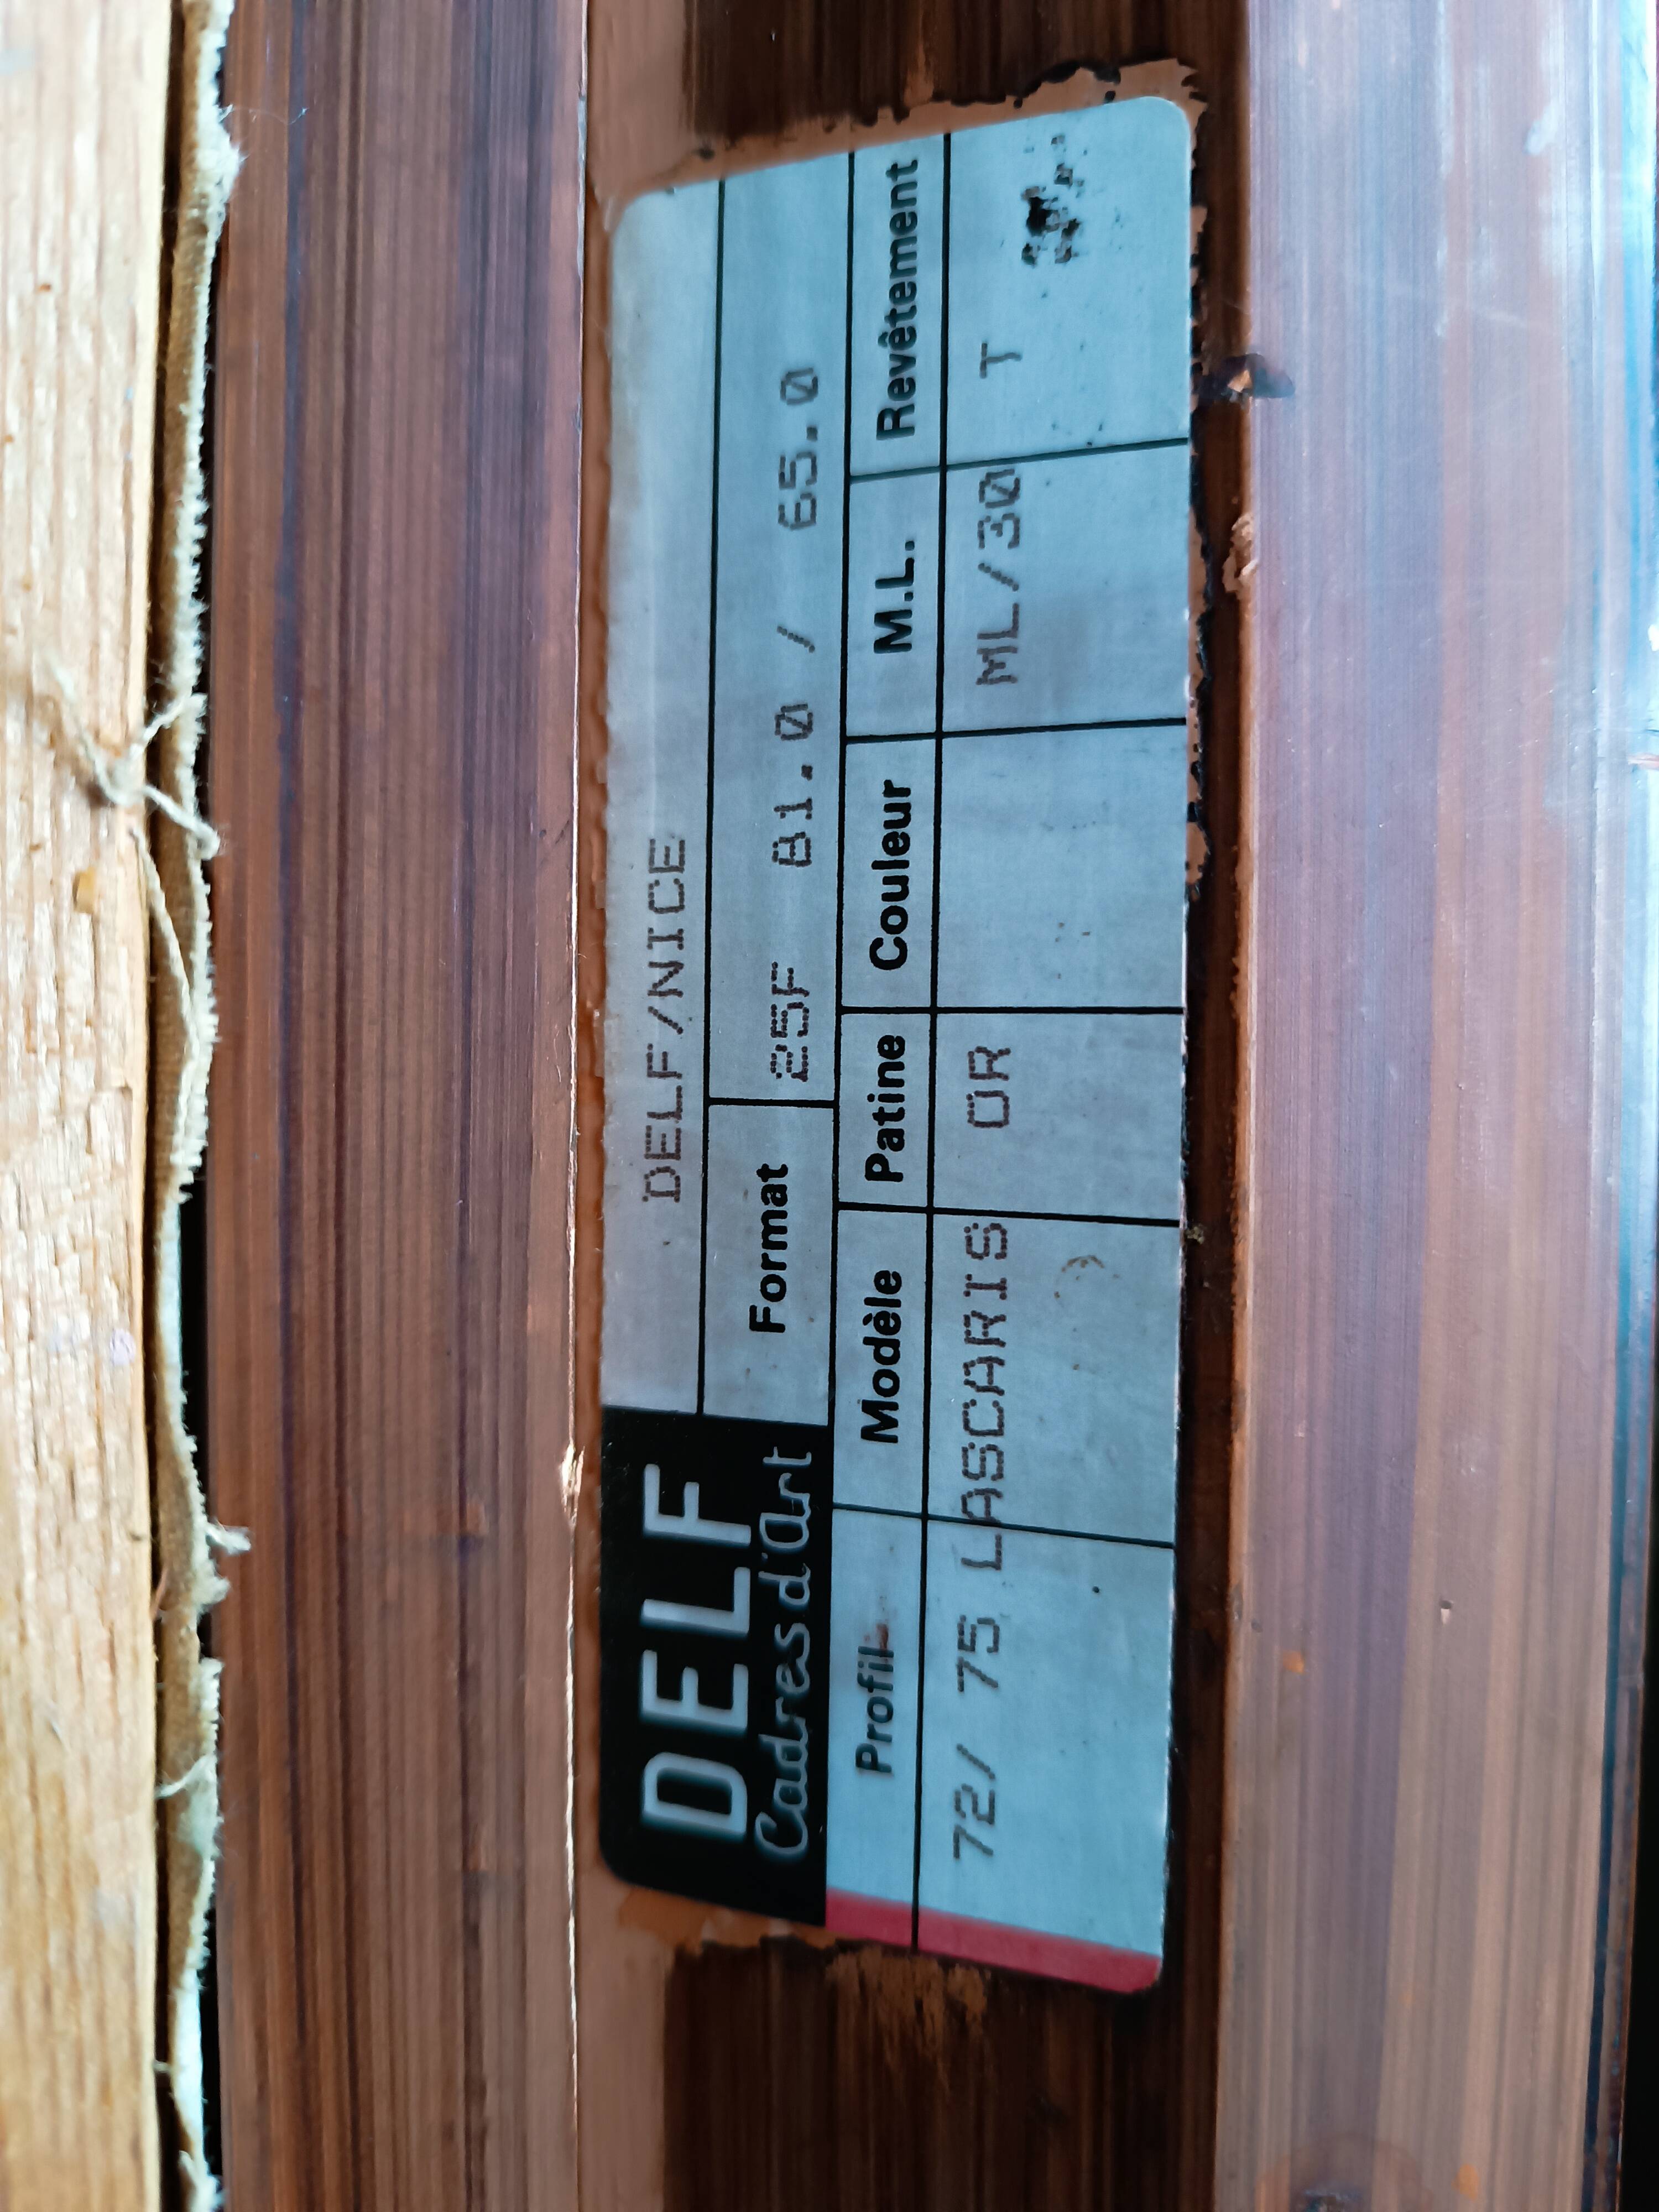 DELF/NICE
DELF
Cadres d'Art
Format 25F 81.0 / 65.0
Profil Modèle Patine Couleur M.L. Revêtement
72/ 75 LASCARIS OR ML/30 T